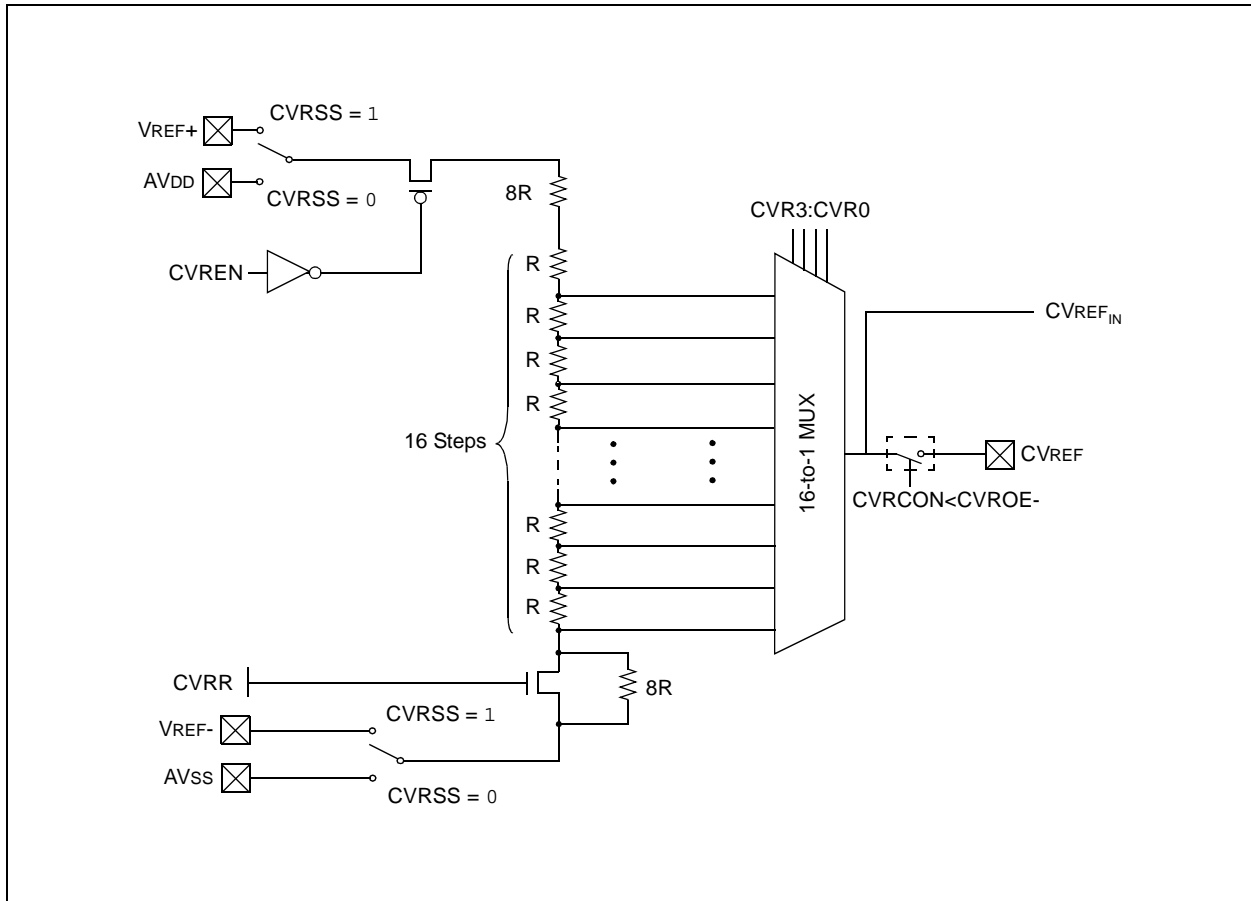 CVRSS = 1
VREF+
AVDD
CVRSS = 0
8R
CVREN
CVR3:CVR0
R
R
R
R
16 Steps
R
R
R
16-to-1 MUX
CVREFIN
CVREF
CVRCON<CVROE-
CVRR
8R
CVRSS = 1
VREF-
AVSS
CVRSS = 0